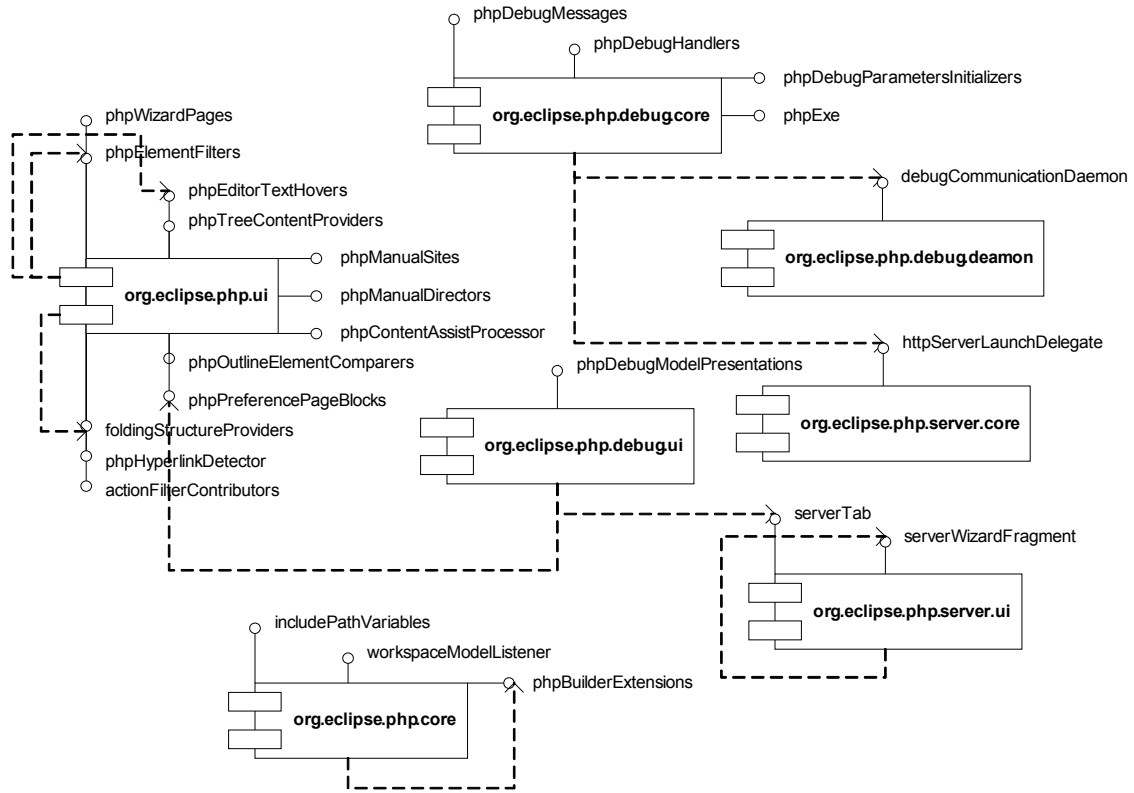 phpDebugMessages
phpDebugHandlers
phpDebugParametersInitializers
org.eclipse.php.debug.core
phpExe
phpWizardPages
phpElementFilters
phpEditorTextHovers
phpTreeContentProviders
debugCommunicationDaemon
org.eclipse.php.debug.deamon
phpManualSites
org.eclipse.php.ui
phpManualDirectors
phpContentAssistProcessor
httpServerLaunchDelegate
phpOutlineElementComparers
phpDebugModelPresentations
phpPreferencePageBlocks
org.eclipse.php.server.core
foldingStructureProviders
org.eclipse.php.debug.ui
phpHyperlinkDetector
actionFilterContributors
serverTab
serverWizardFragment
org.eclipse.php.server.ui
includePathVariables
workspaceModelListener
phpBuilderExtensions
org.eclipse.php.core